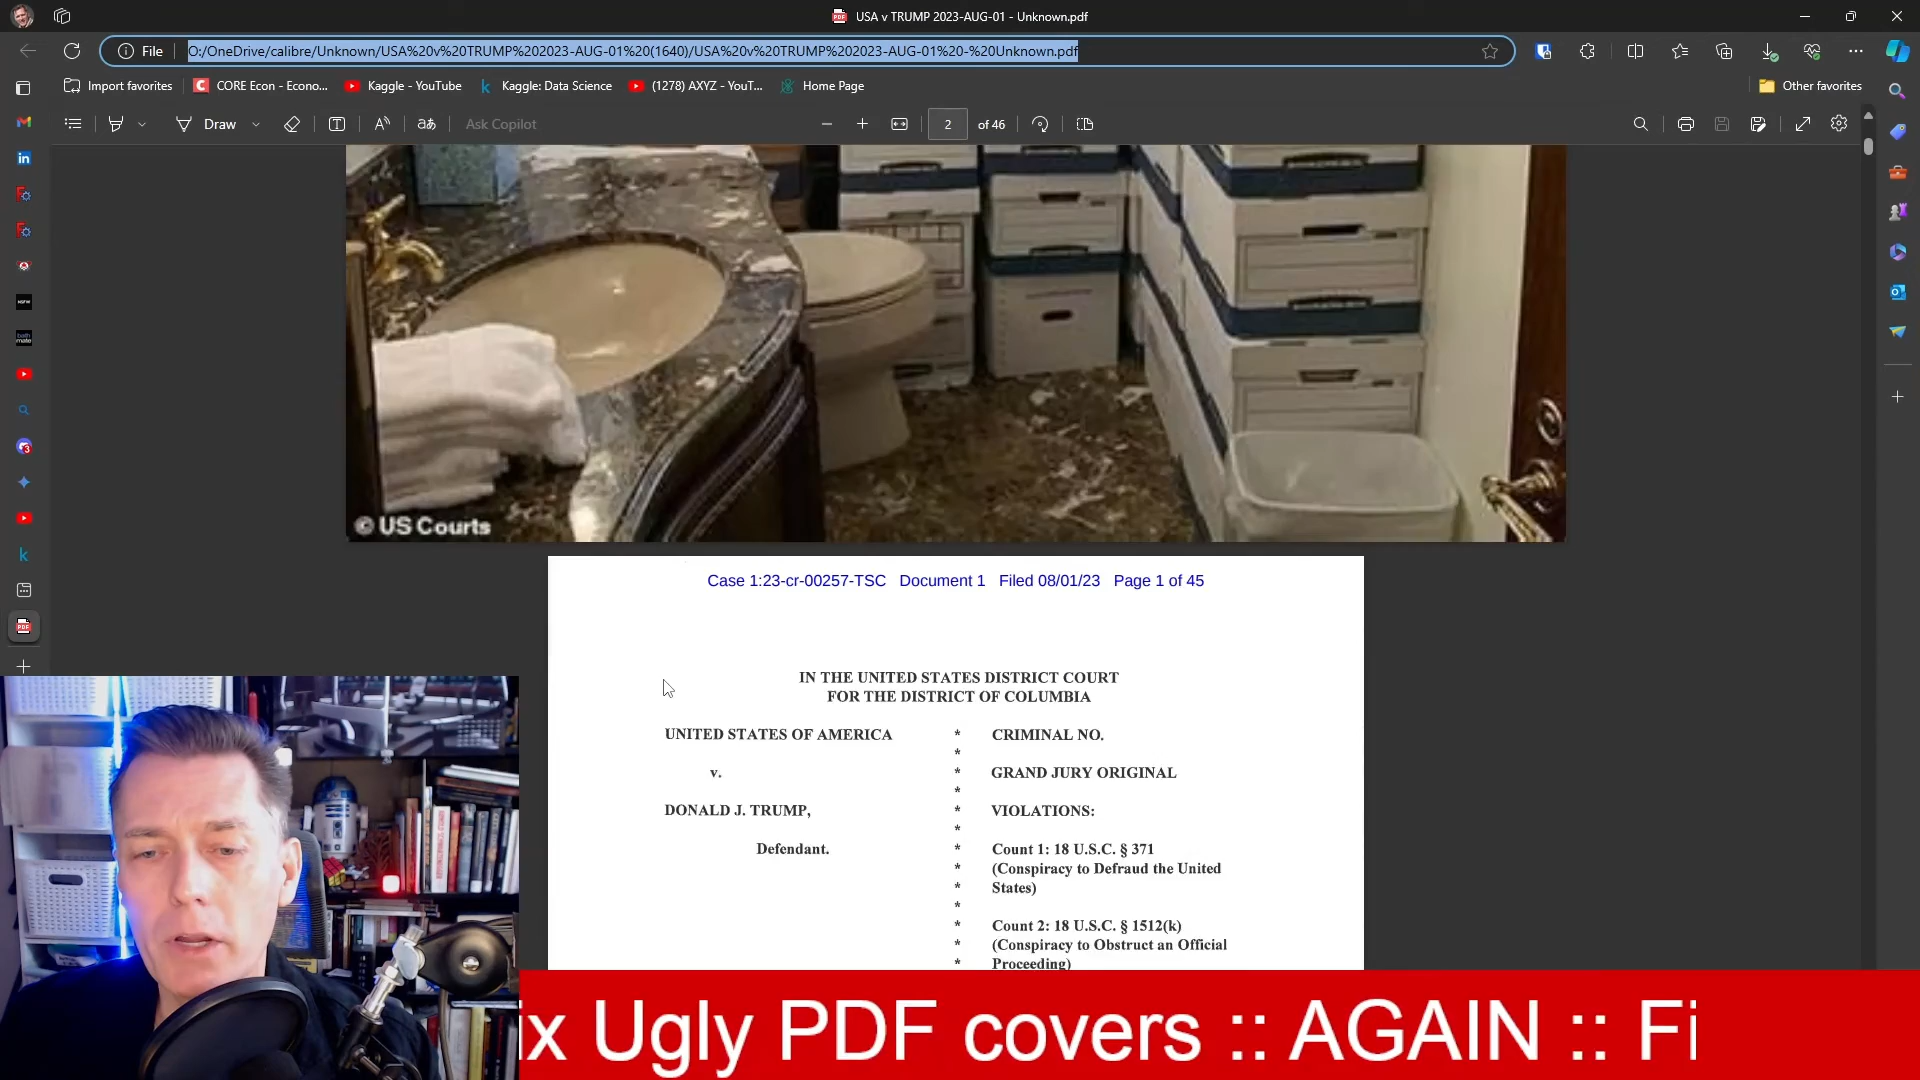 USA v TRUMP 2023-AUG-01 - Unknown.pdf
File
O:/OneDrive/calibre/Unknown/USA%20v%20TRUMP%202023-AUG-01%20(1640)/USA%20v%20TRUMP%202023-AUG-01%20-%20Unknown.pdf
Import favorites
CORE Econ - Econo...
Kaggle - YouTube
Kaggle: Data Science
(1278) AXYZ - YouT...
Home Page
Other favorites
Draw
Ask Copilot
2 of 46
© US Courts
Case 1:23-cr-00257-TSC Document 1 Filed 08/01/23 Page 1 of 45
IN THE UNITED STATES DISTRICT COURT
FOR THE DISTRICT OF COLUMBIA
UNITED STATES OF AMERICA * CRIMINAL NO.
*
v. * GRAND JURY ORIGINAL
*
DONALD J. TRUMP, * VIOLATIONS:
*
Defendant. * Count 1: 18 U.S.C. § 371
* (Conspiracy to Defraud the United
* States)
*
* Count 2: 18 U.S.C. § 1512(k)
* (Conspiracy to Obstruct an Official
* Proceeding)
ix Ugly PDF covers :: AGAIN :: Fi